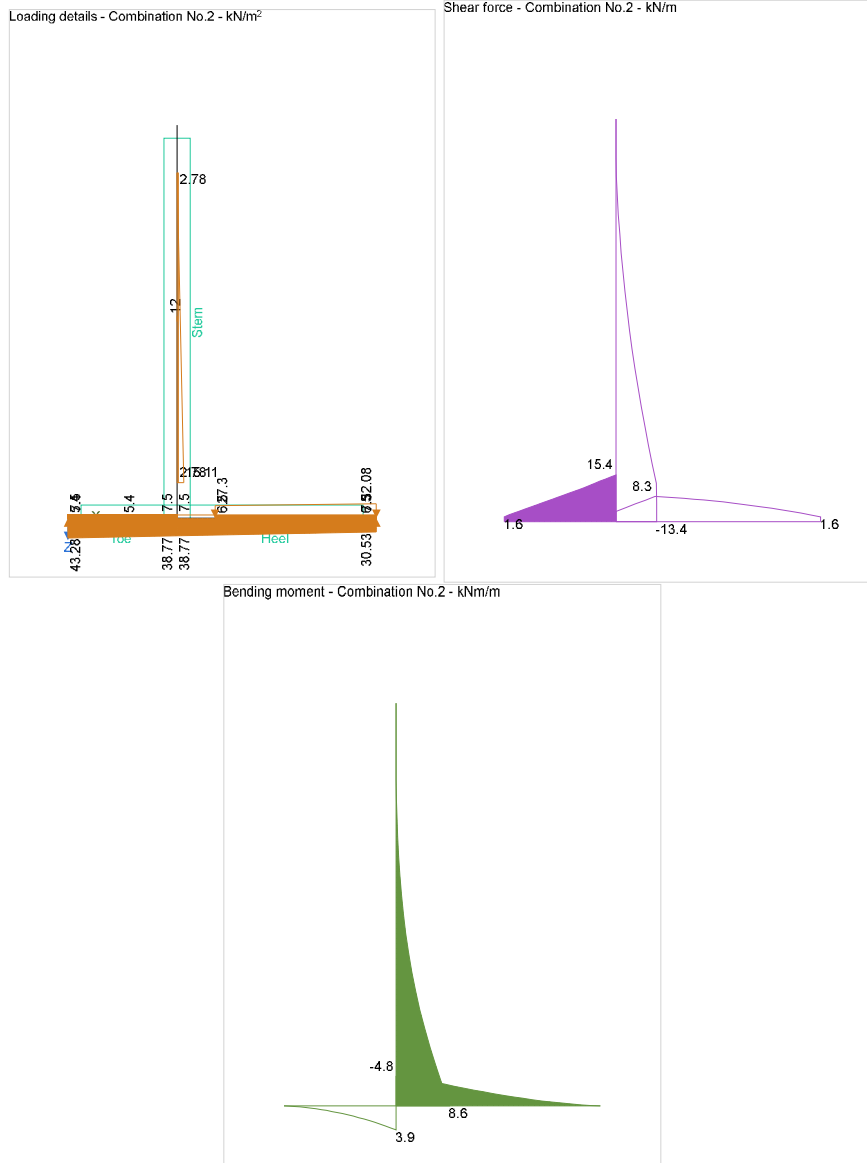 Loading details - Combination No.2 - kN/m²
2.78
12
Stem
5.4
7.5
7.5
Toe
Heel
43.28
38.77
38.77
30.53
Shear force - Combination No.2 - kN/m
15.4
8.3
1.6
-13.4
1.6
Bending moment - Combination No.2 - kNm/m
-4.8
8.6
3.9